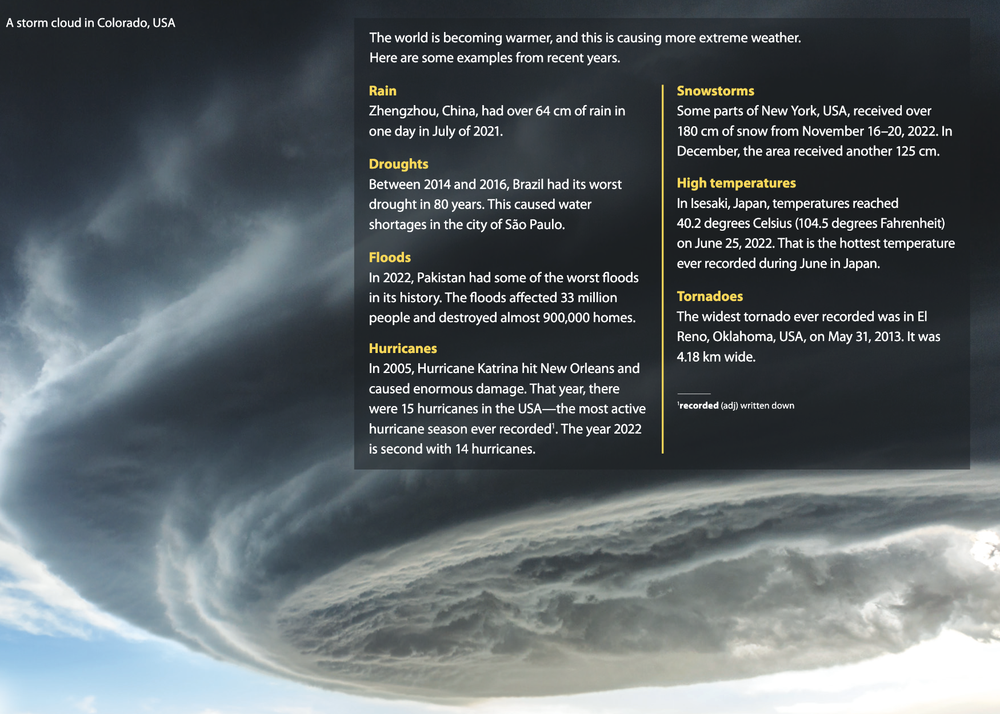 A storm cloud in Colorado, USA
The world is becoming warmer, and this is causing more extreme weather.
Here are some examples from recent years.
Rain
Zhengzhou, China, had over 64 cm of rain in
one day in July of 2021.
Droughts
Between 2014 and 2016, Brazil had its worst
drought in 80 years. This caused water
shortages in the city of São Paulo.
Floods
In 2022, Pakistan had some of the worst floods
in its history. The floods affected 33 million
people and destroyed almost 900,000 homes.
Hurricanes
In 2005, Hurricane Katrina hit New Orleans and
caused enormous damage. That year, there
were 15 hurricanes in the USA—the most active
hurricane season ever recorded¹. The year 2022
is second with 14 hurricanes.
Snowstorms
Some parts of New York, USA, received over
180 cm of snow from November 16–20, 2022. In
December, the area received another 125 cm.
High temperatures
In Isesaki, Japan, temperatures reached
40.2 degrees Celsius (104.5 degrees Fahrenheit)
on June 25, 2022. That is the hottest temperature
ever recorded during June in Japan.
Tornadoes
The widest tornado ever recorded was in El
Reno, Oklahoma, USA, on May 31, 2013. It was
4.18 km wide.
¹recorded (adj) written down